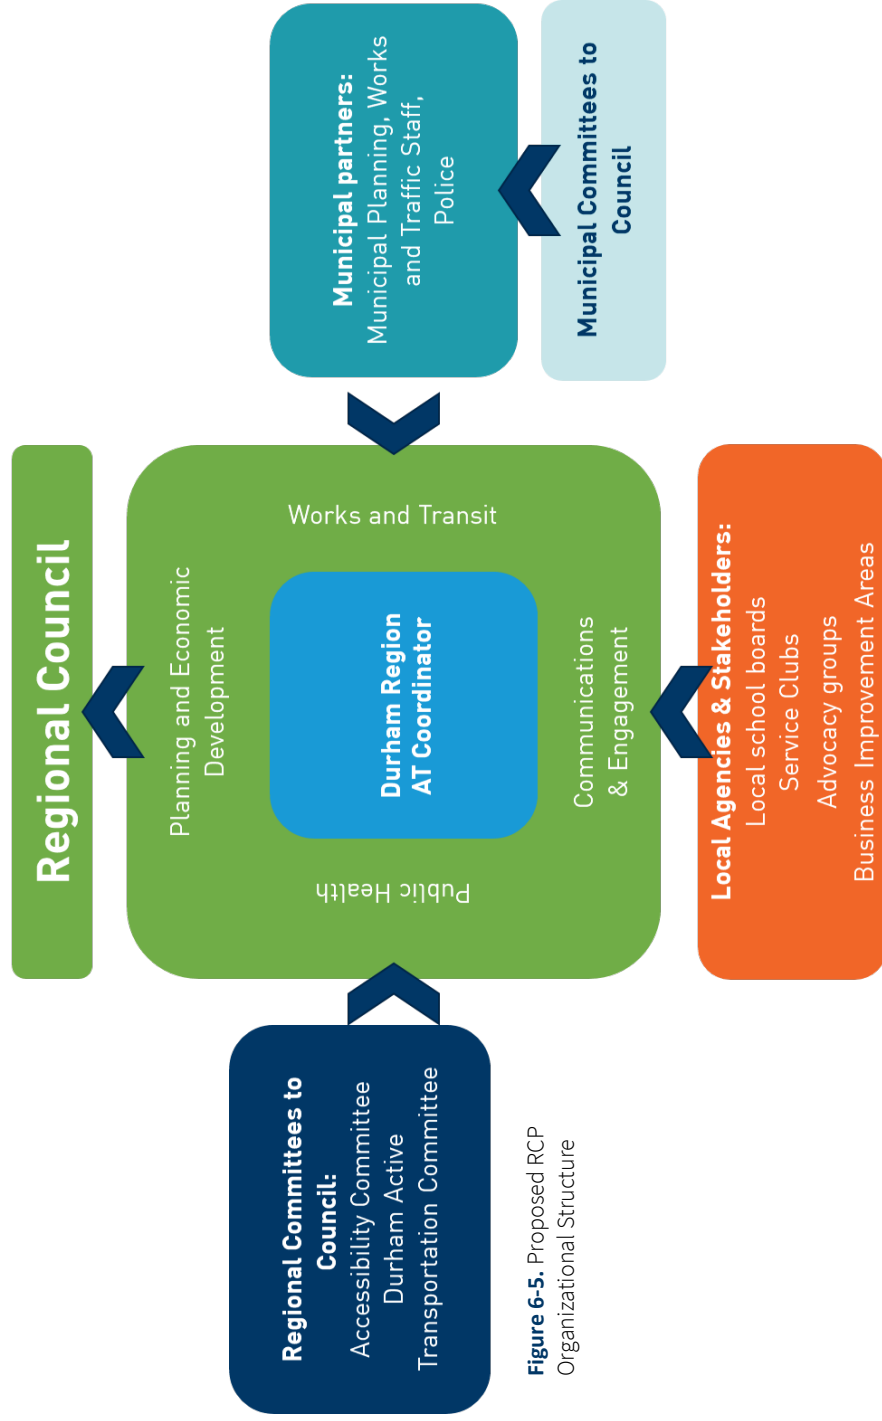 Regional Council
Planning and Economic
Development
Public Health
Durham Region
AT Coordinator
Works and Transit
Communications
& Engagement
Regional Committees to
Council:
Accessibility Committee
Durham Active
Transportation Committee
Municipal partners:
Municipal Planning, Works
and Traffic Staff,
Police
Municipal Committees to
Council
Local Agencies & Stakeholders:
Local school boards
Service Clubs
Advocacy groups
Business Improvement Areas
Figure 6-5. Proposed RCP
Organizational Structure